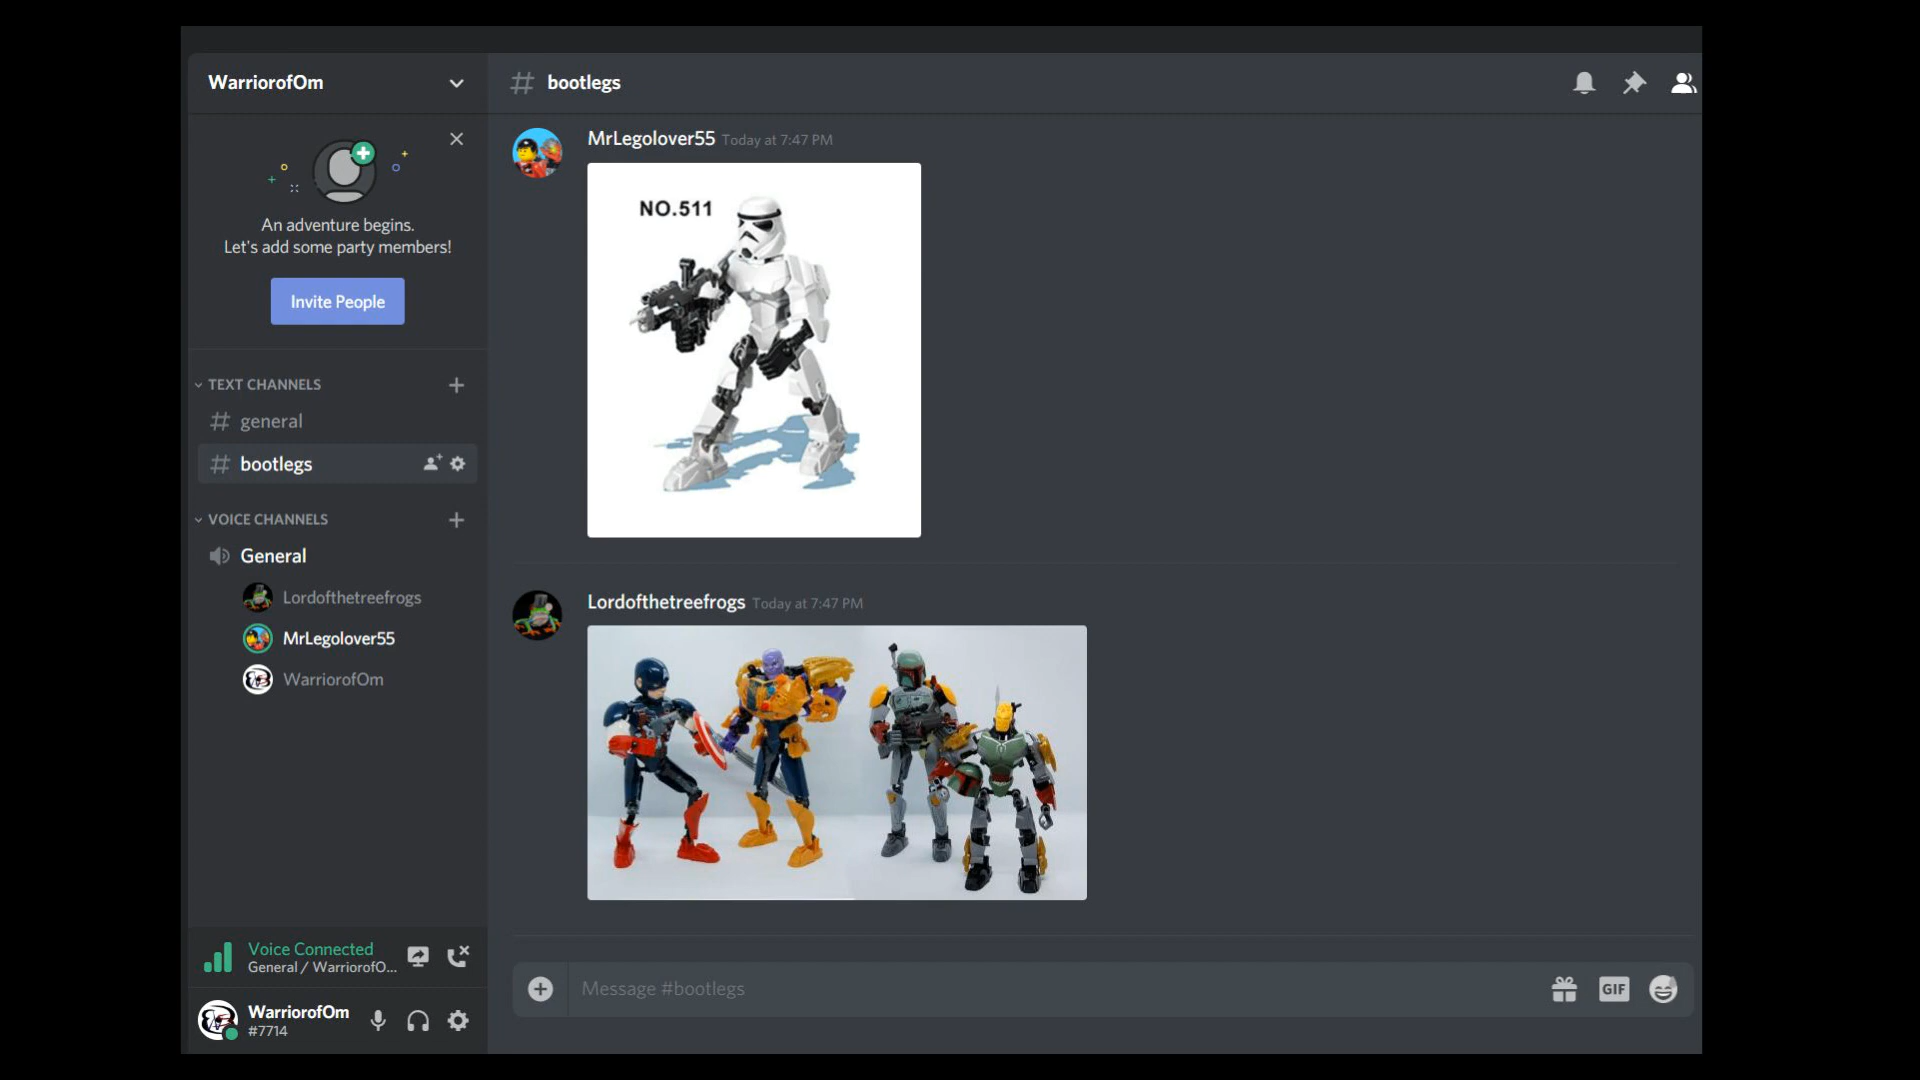 WarriorofOm
An adventure begins.
Let's add some party members!
Invite People
TEXT CHANNELS
general
bootlegs
VOICE CHANNELS
General
Lordofthetreefrogs
MrLegolover55
WarriorofOm
Voice Connected
General / WarriorofO...
WarriorofOm
#7714
# bootlegs
MrLegolover55 Today at 7:47 PM
NO.511
Lordofthetreefrogs Today at 7:47 PM
Message #bootlegs
GIF